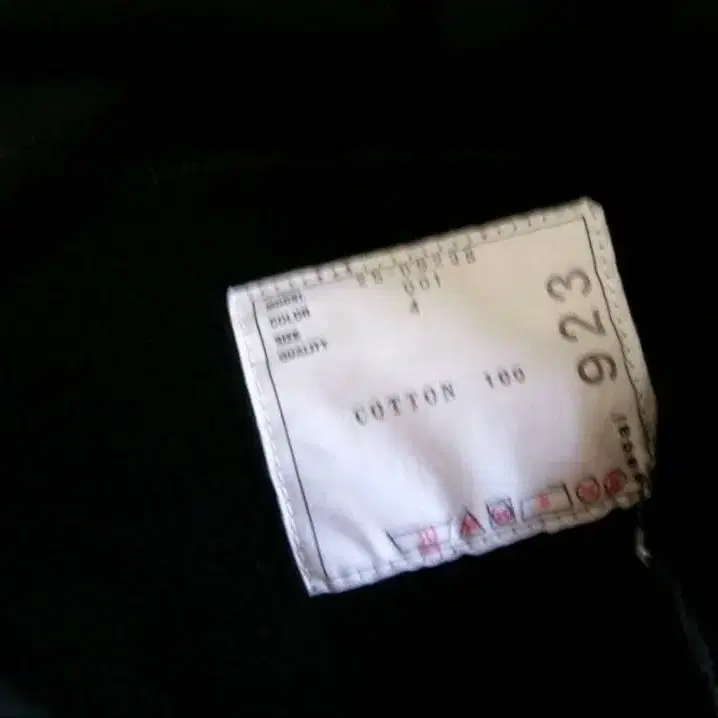 MODEL
COLOR 001
SIZE 4
QUALITY
COTTON 100
923